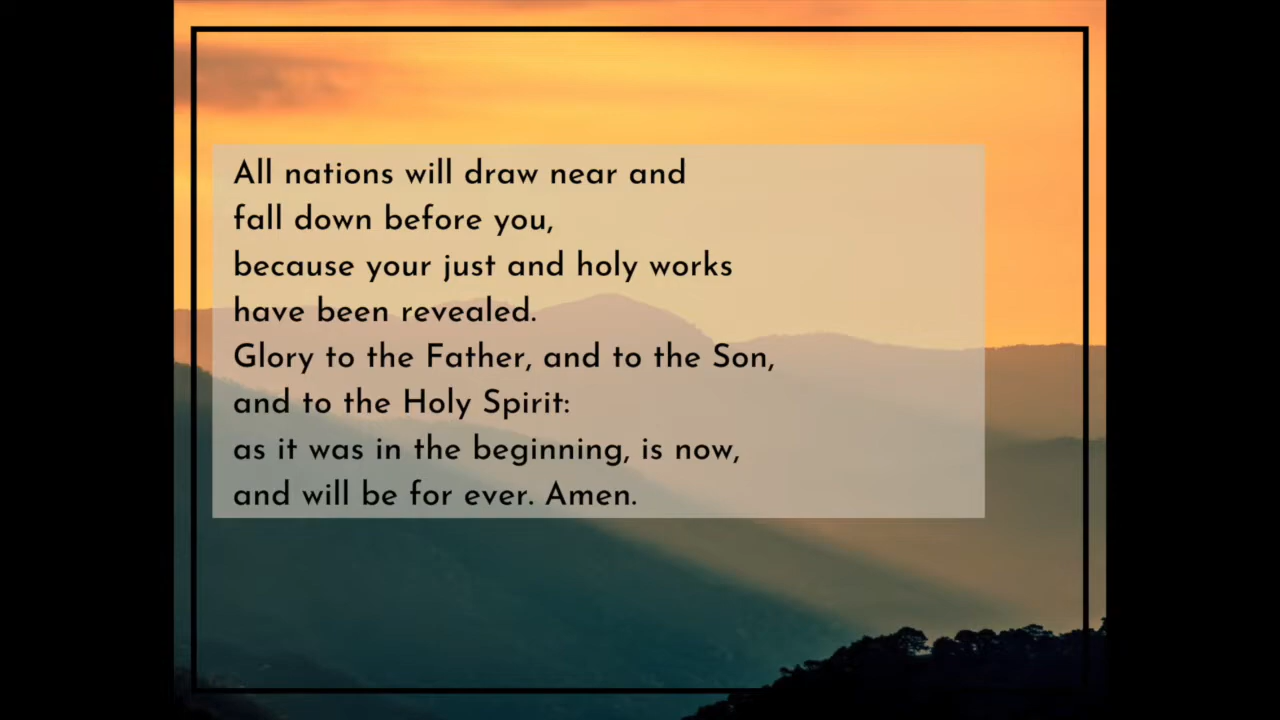 All nations will draw near and
fall down before you,
because your just and holy works
have been revealed.
Glory to the Father, and to the Son,
and to the Holy Spirit:
as it was in the beginning, is now,
and will be for ever. Amen.